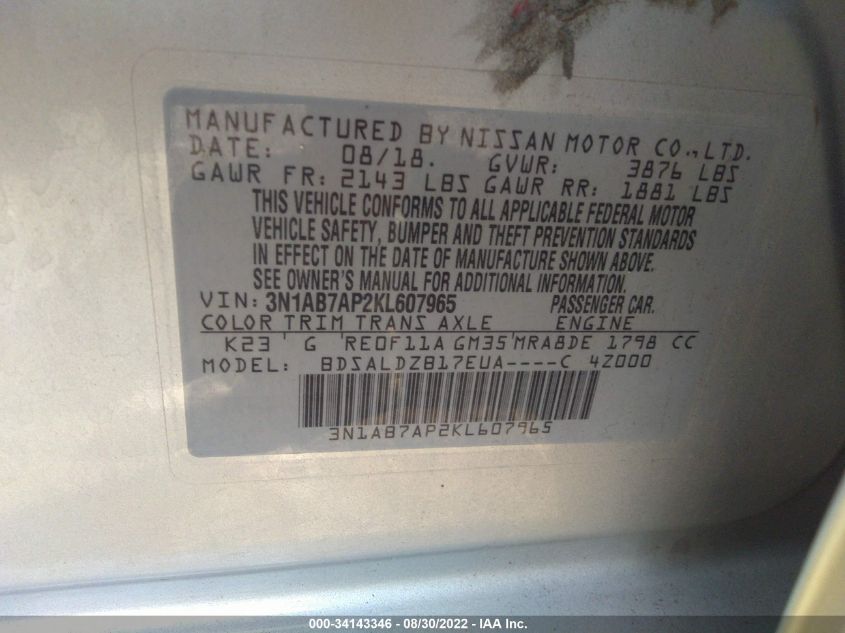 MANUFACTURED BY NISSAN MOTOR CO.,LTD.
DATE: 08/18. GVWR: 3876 LBS
GAWR FR: 2143 LBS GAWR RR: 1881 LBS
THIS VEHICLE CONFORMS TO ALL APPLICABLE FEDERAL MOTOR
VEHICLE SAFETY, BUMPER AND THEFT PREVENTION STANDARDS
IN EFFECT ON THE DATE OF MANUFACTURE SHOWN ABOVE.
SEE OWNER'S MANUAL FOR ADDITIONAL INFORMATION.
VIN: 3N1AB7AP2KL607965 PASSENGER CAR.
COLOR TRIM TRANS AXLE ENGINE
K23 G RE0F11A GM35 MRA8DE 1798 CC
MODEL: BDSALDZB17EUA----C 4Z000
3N1AB7AP2KL607965
000-34143346 - 08/30/2022 - IAAI.com